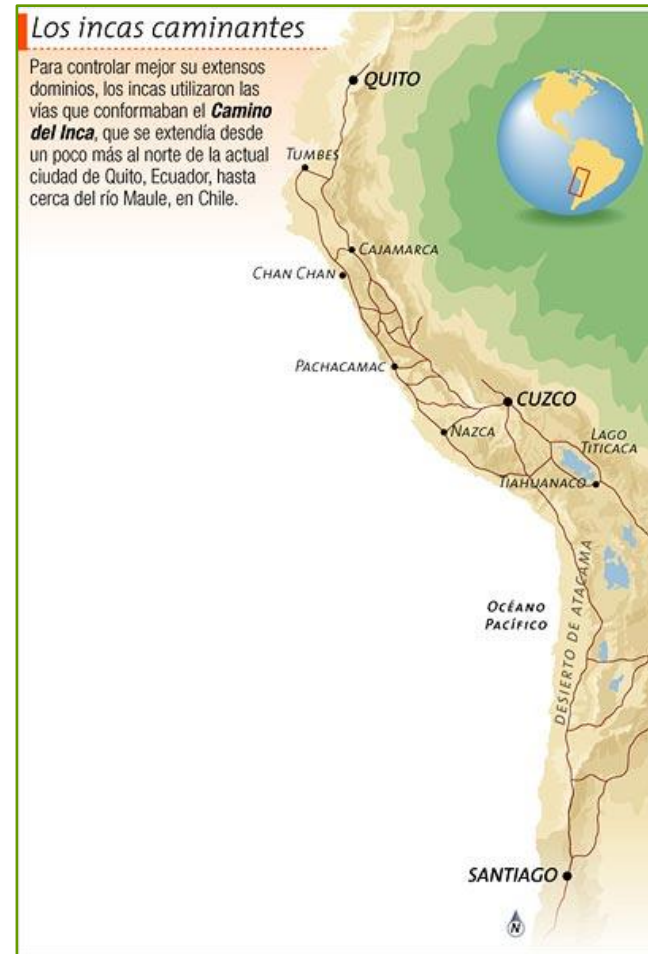 Los incas caminantes
Para controlar mejor su extensos
dominios, los incas utilizaron las
vías que conformaban el Camino
del Inca, que se extendía desde
un poco más al norte de la actual
ciudad de Quito, Ecuador, hasta
cerca del río Maule, en Chile.
QUITO
TUMBES
CAJAMARCA
CHAN CHAN
PACHACAMAC
CUZCO
NAZCA
LAGO
TITICACA
TIAHUANACO
OCÉANO
PACÍFICO
DESIERTO DE ATACAMA
SANTIAGO
N